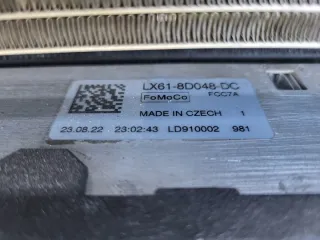 LX61-8D048-DC
FoMoCo FCC7A
MADE IN CZECH 1
23.08.22 23:02:43 LD910002 981